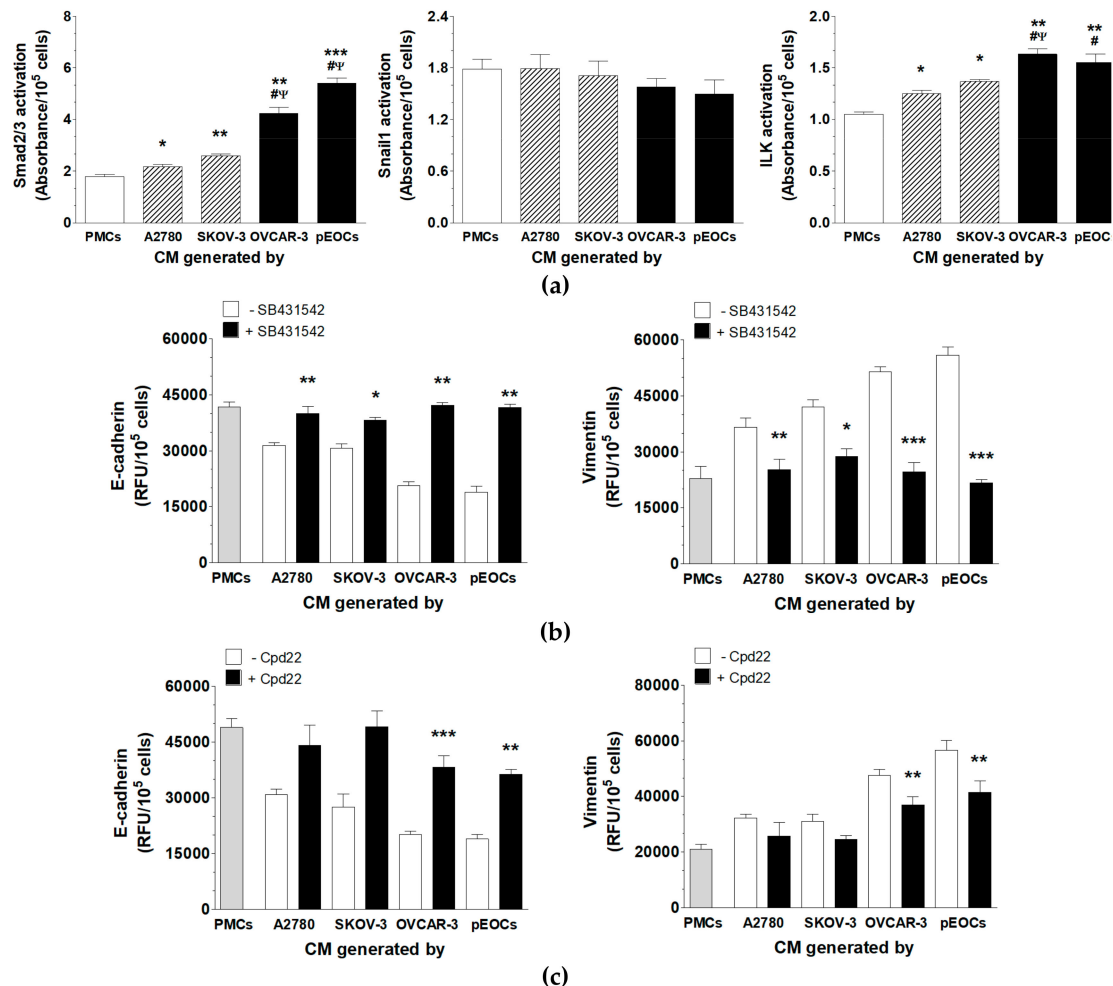 Smad2/3 activation
(Absorbance/10⁵ cells)
8
6
4
2
0
*
**
**
#Ψ
***
#Ψ
PMCs A2780 SKOV-3 OVCAR-3 pEOCs
CM generated by
Snail1 activation
(Absorbance/10⁵ cells)
2.4
1.8
1.2
0.6
0.0
PMCs A2780 SKOV-3 OVCAR-3 pEOCs
CM generated by
ILK activation
(Absorbance/10⁵ cells)
2.0
1.5
1.0
0.5
0.0
*
*
**
#Ψ
**
#
PMCs A2780 SKOV-3 OVCAR-3 pEOCs
CM generated by
(a)
- SB431542
+ SB431542
E-cadherin
(RFU/10⁵ cells)
60000
45000
30000
15000
0
** * ** **
PMCs A2780 SKOV-3 OVCAR-3 pEOCs
CM generated by
- SB431542
+ SB431542
Vimentin
(RFU/10⁵ cells)
60000
45000
30000
15000
0
** * *** ***
PMCs A2780 SKOV-3 OVCAR-3 pEOCs
CM generated by
(b)
- Cpd22
+ Cpd22
E-cadherin
(RFU/10⁵ cells)
60000
45000
30000
15000
0
*** **
PMCs A2780 SKOV-3 OVCAR-3 pEOCs
CM generated by
- Cpd22
+ Cpd22
Vimentin
(RFU/10⁵ cells)
80000
60000
40000
20000
0
** **
PMCs A2780 SKOV-3 OVCAR-3 pEOCs
CM generated by
(c)